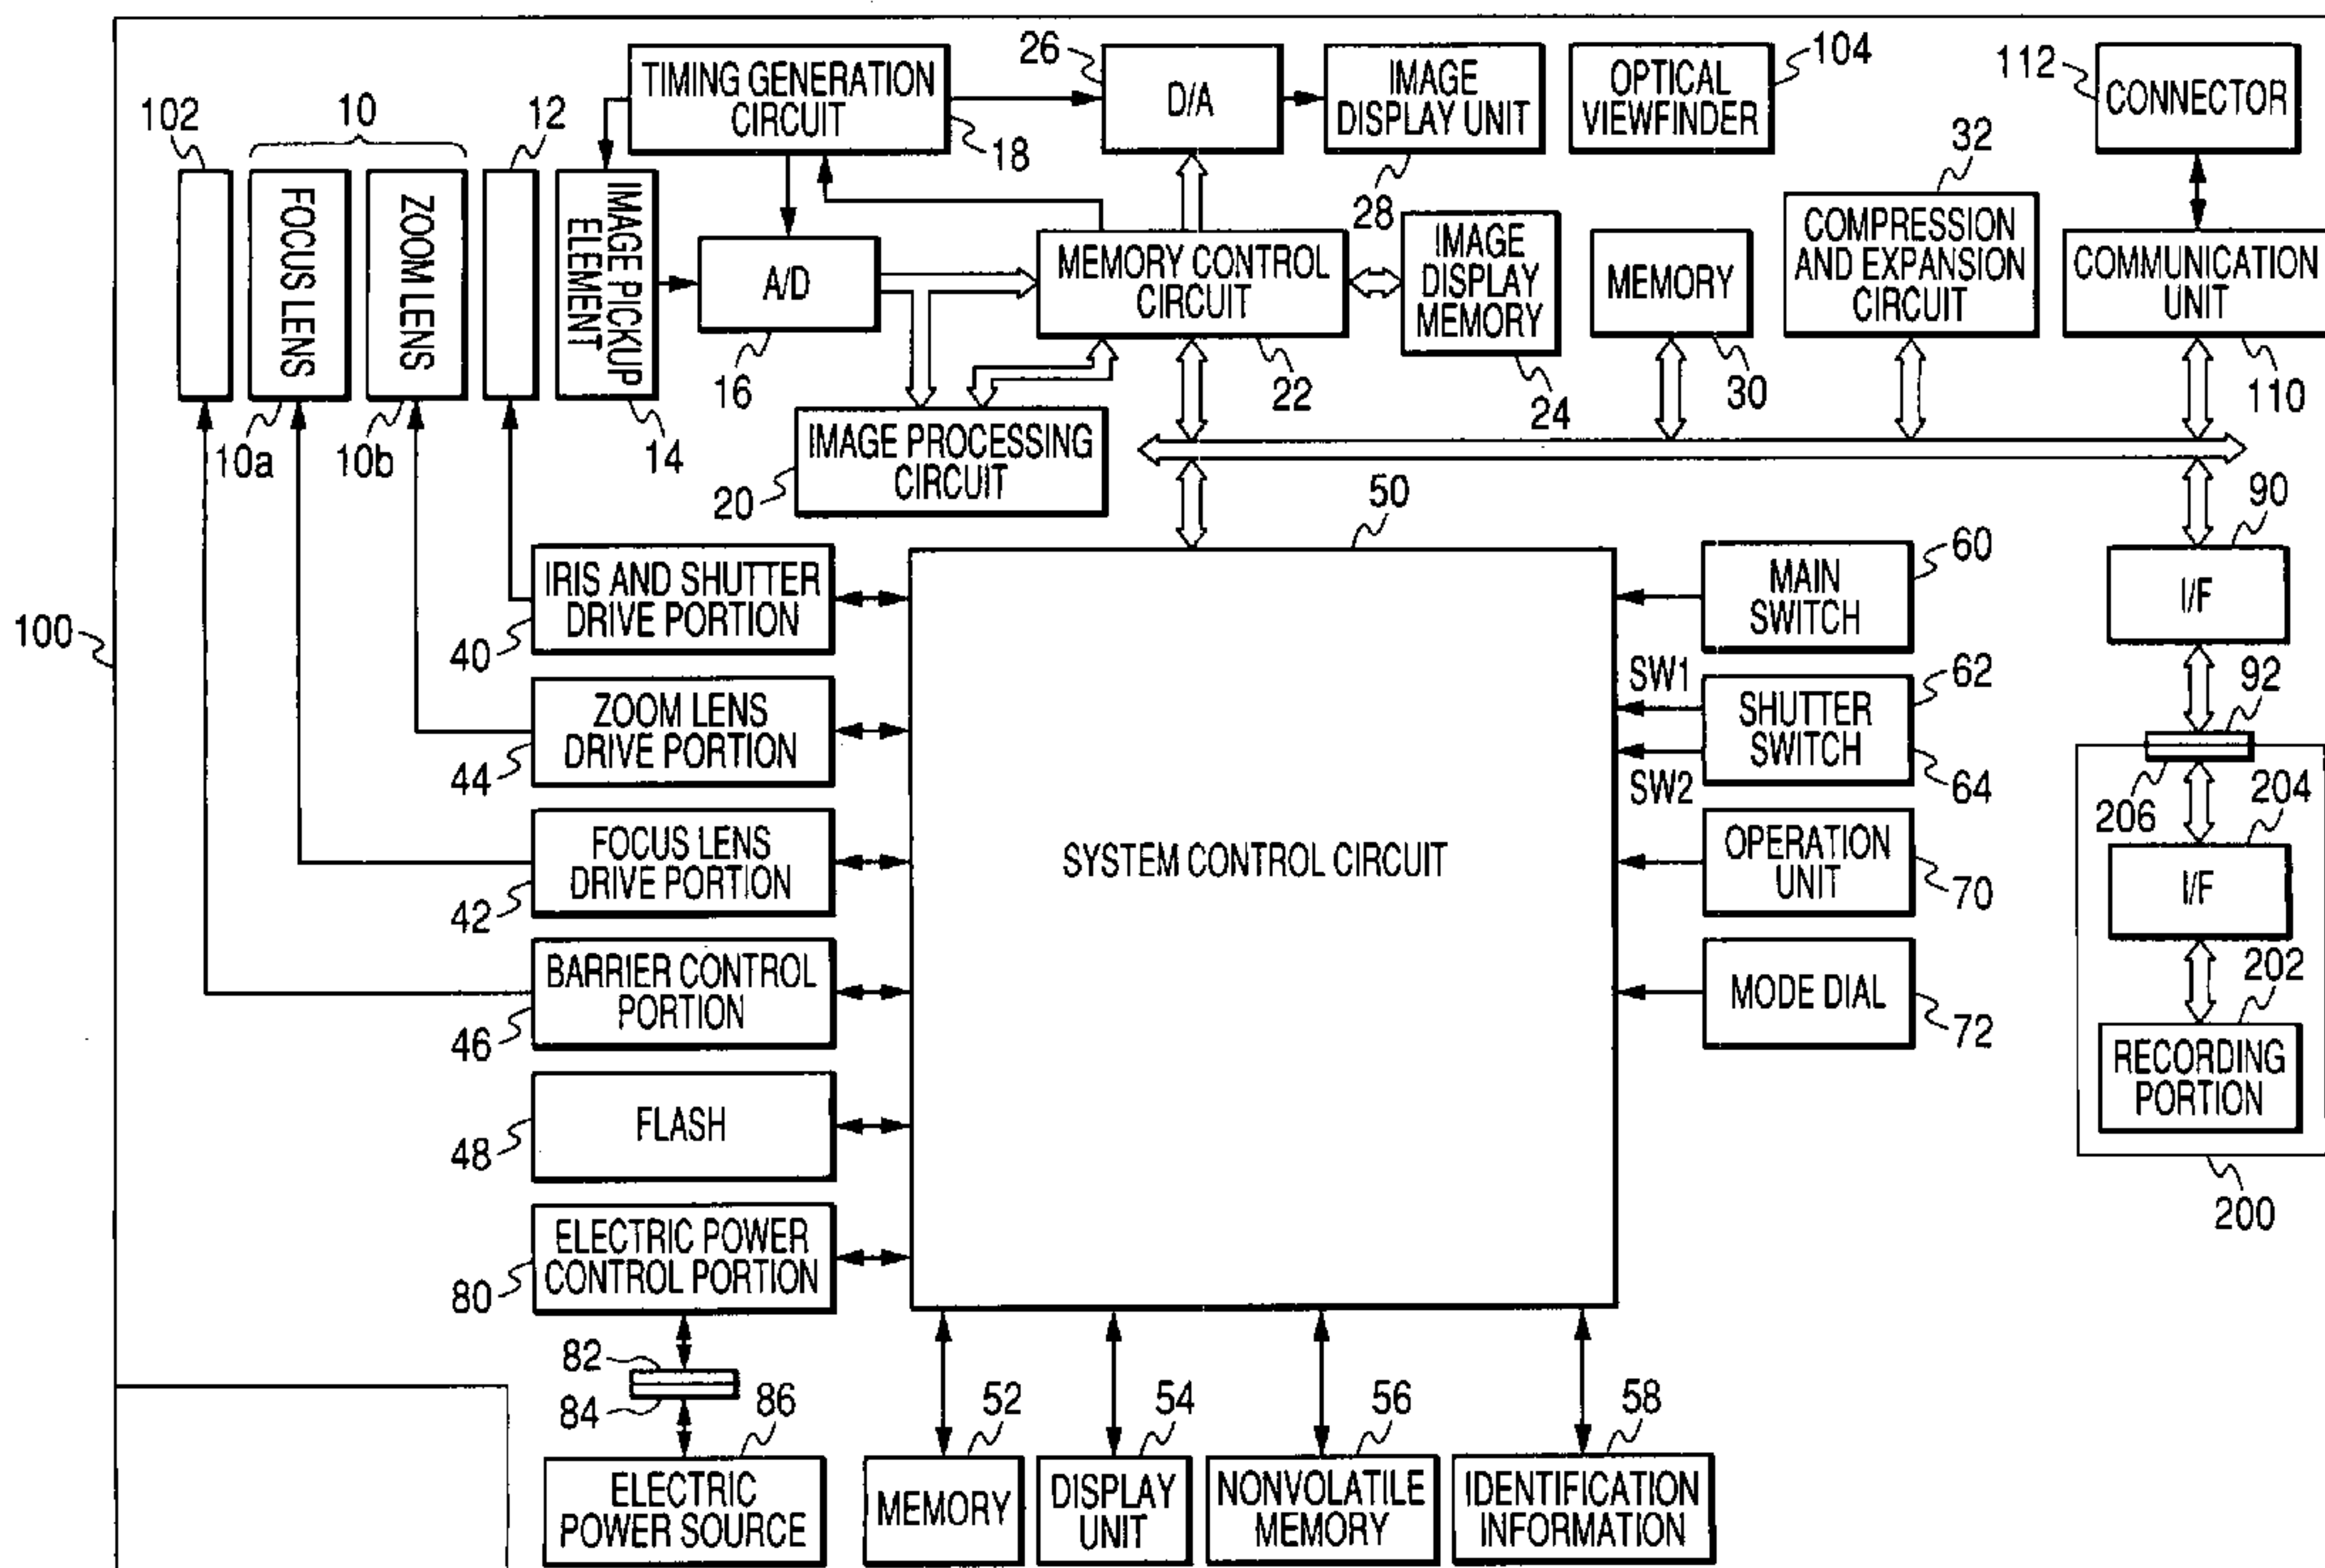 100
102
10
12
FOCUS LENS
ZOOM LENS
10a
10b
IMAGE PICKUP
ELEMENT
14
TIMING GENERATION
CIRCUIT
18
A/D
16
26
D/A
IMAGE
DISPLAY UNIT
28
OPTICAL
VIEWFINDER
104
112
CONNECTOR
MEMORY CONTROL
CIRCUIT
22
IMAGE
DISPLAY
MEMORY
24
MEMORY
30
32
COMPRESSION
AND EXPANSION
CIRCUIT
COMMUNICATION
UNIT
110
IMAGE PROCESSING
CIRCUIT
20
50
SYSTEM CONTROL CIRCUIT
IRIS AND SHUTTER
DRIVE PORTION
40
ZOOM LENS
DRIVE PORTION
44
FOCUS LENS
DRIVE PORTION
42
BARRIER CONTROL
PORTION
46
FLASH
48
ELECTRIC POWER
CONTROL PORTION
80
82
84
86
ELECTRIC
POWER SOURCE
MAIN
SWITCH
60
SW1
SHUTTER
SWITCH
62
SW2
64
OPERATION
UNIT
70
MODE DIAL
72
90
I/F
92
206
204
I/F
202
RECORDING
PORTION
200
52
MEMORY
54
DISPLAY
UNIT
56
NONVOLATILE
MEMORY
58
IDENTIFICATION
INFORMATION